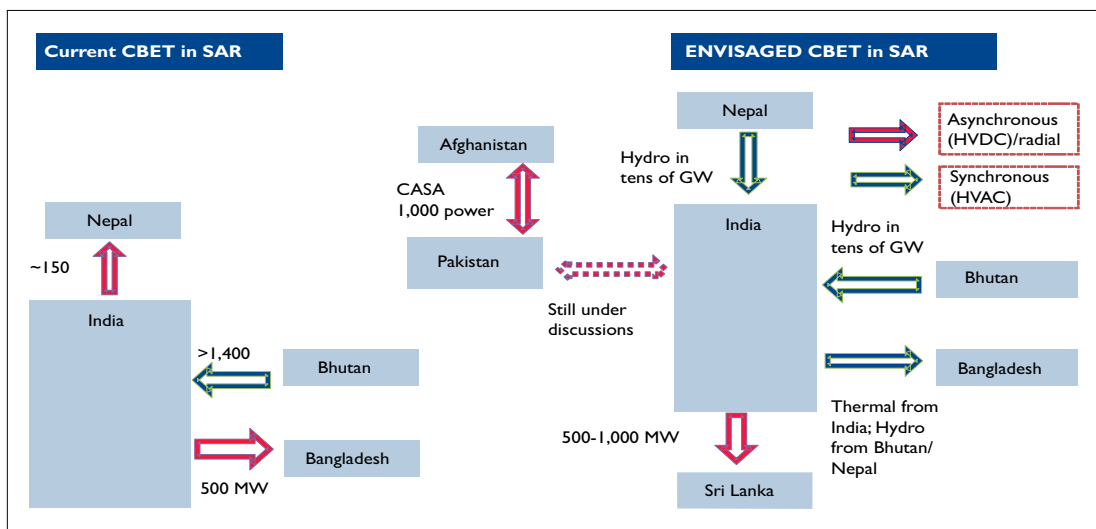 Current CBET in SAR
Nepal
~150
India
>1,400
Bhutan
Bangladesh
500 MW
ENVISAGED CBET in SAR
Nepal
Asynchronous
(HVDC)/radial
Afghanistan
Hydro in
tens of GW
Synchronous
(HVAC)
CASA
1,000 power
India
Hydro in
tens of GW
Pakistan
Bhutan
Still under
discussions
Bangladesh
Thermal from
India; Hydro
from Bhutan/
Nepal
500-1,000 MW
Sri Lanka